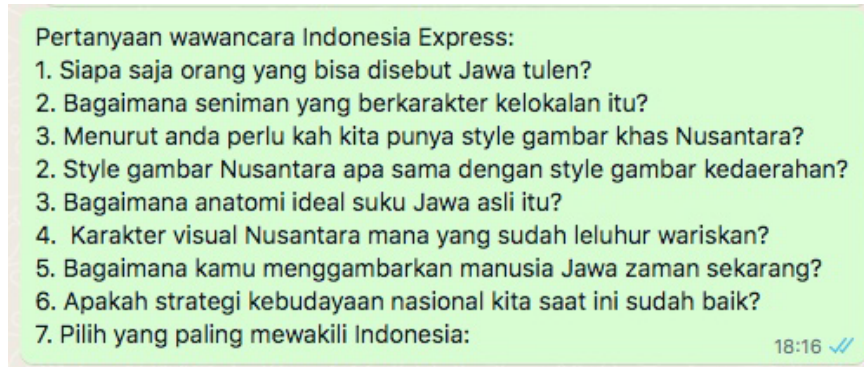 Pertanyaan wawancara Indonesia Express:
1. Siapa saja orang yang bisa disebut Jawa tulen?
2. Bagaimana seniman yang berkarakter kelokalan itu?
3. Menurut anda perlu kah kita punya style gambar khas Nusantara?
2. Style gambar Nusantara apa sama dengan style gambar kedaerahan?
3. Bagaimana anatomi ideal suku Jawa asli itu?
4.  Karakter visual Nusantara mana yang sudah leluhur wariskan?
5. Bagaimana kamu menggambarkan manusia Jawa zaman sekarang?
6. Apakah strategi kebudayaan nasional kita saat ini sudah baik?
7. Pilih yang paling mewakili Indonesia:
18:16